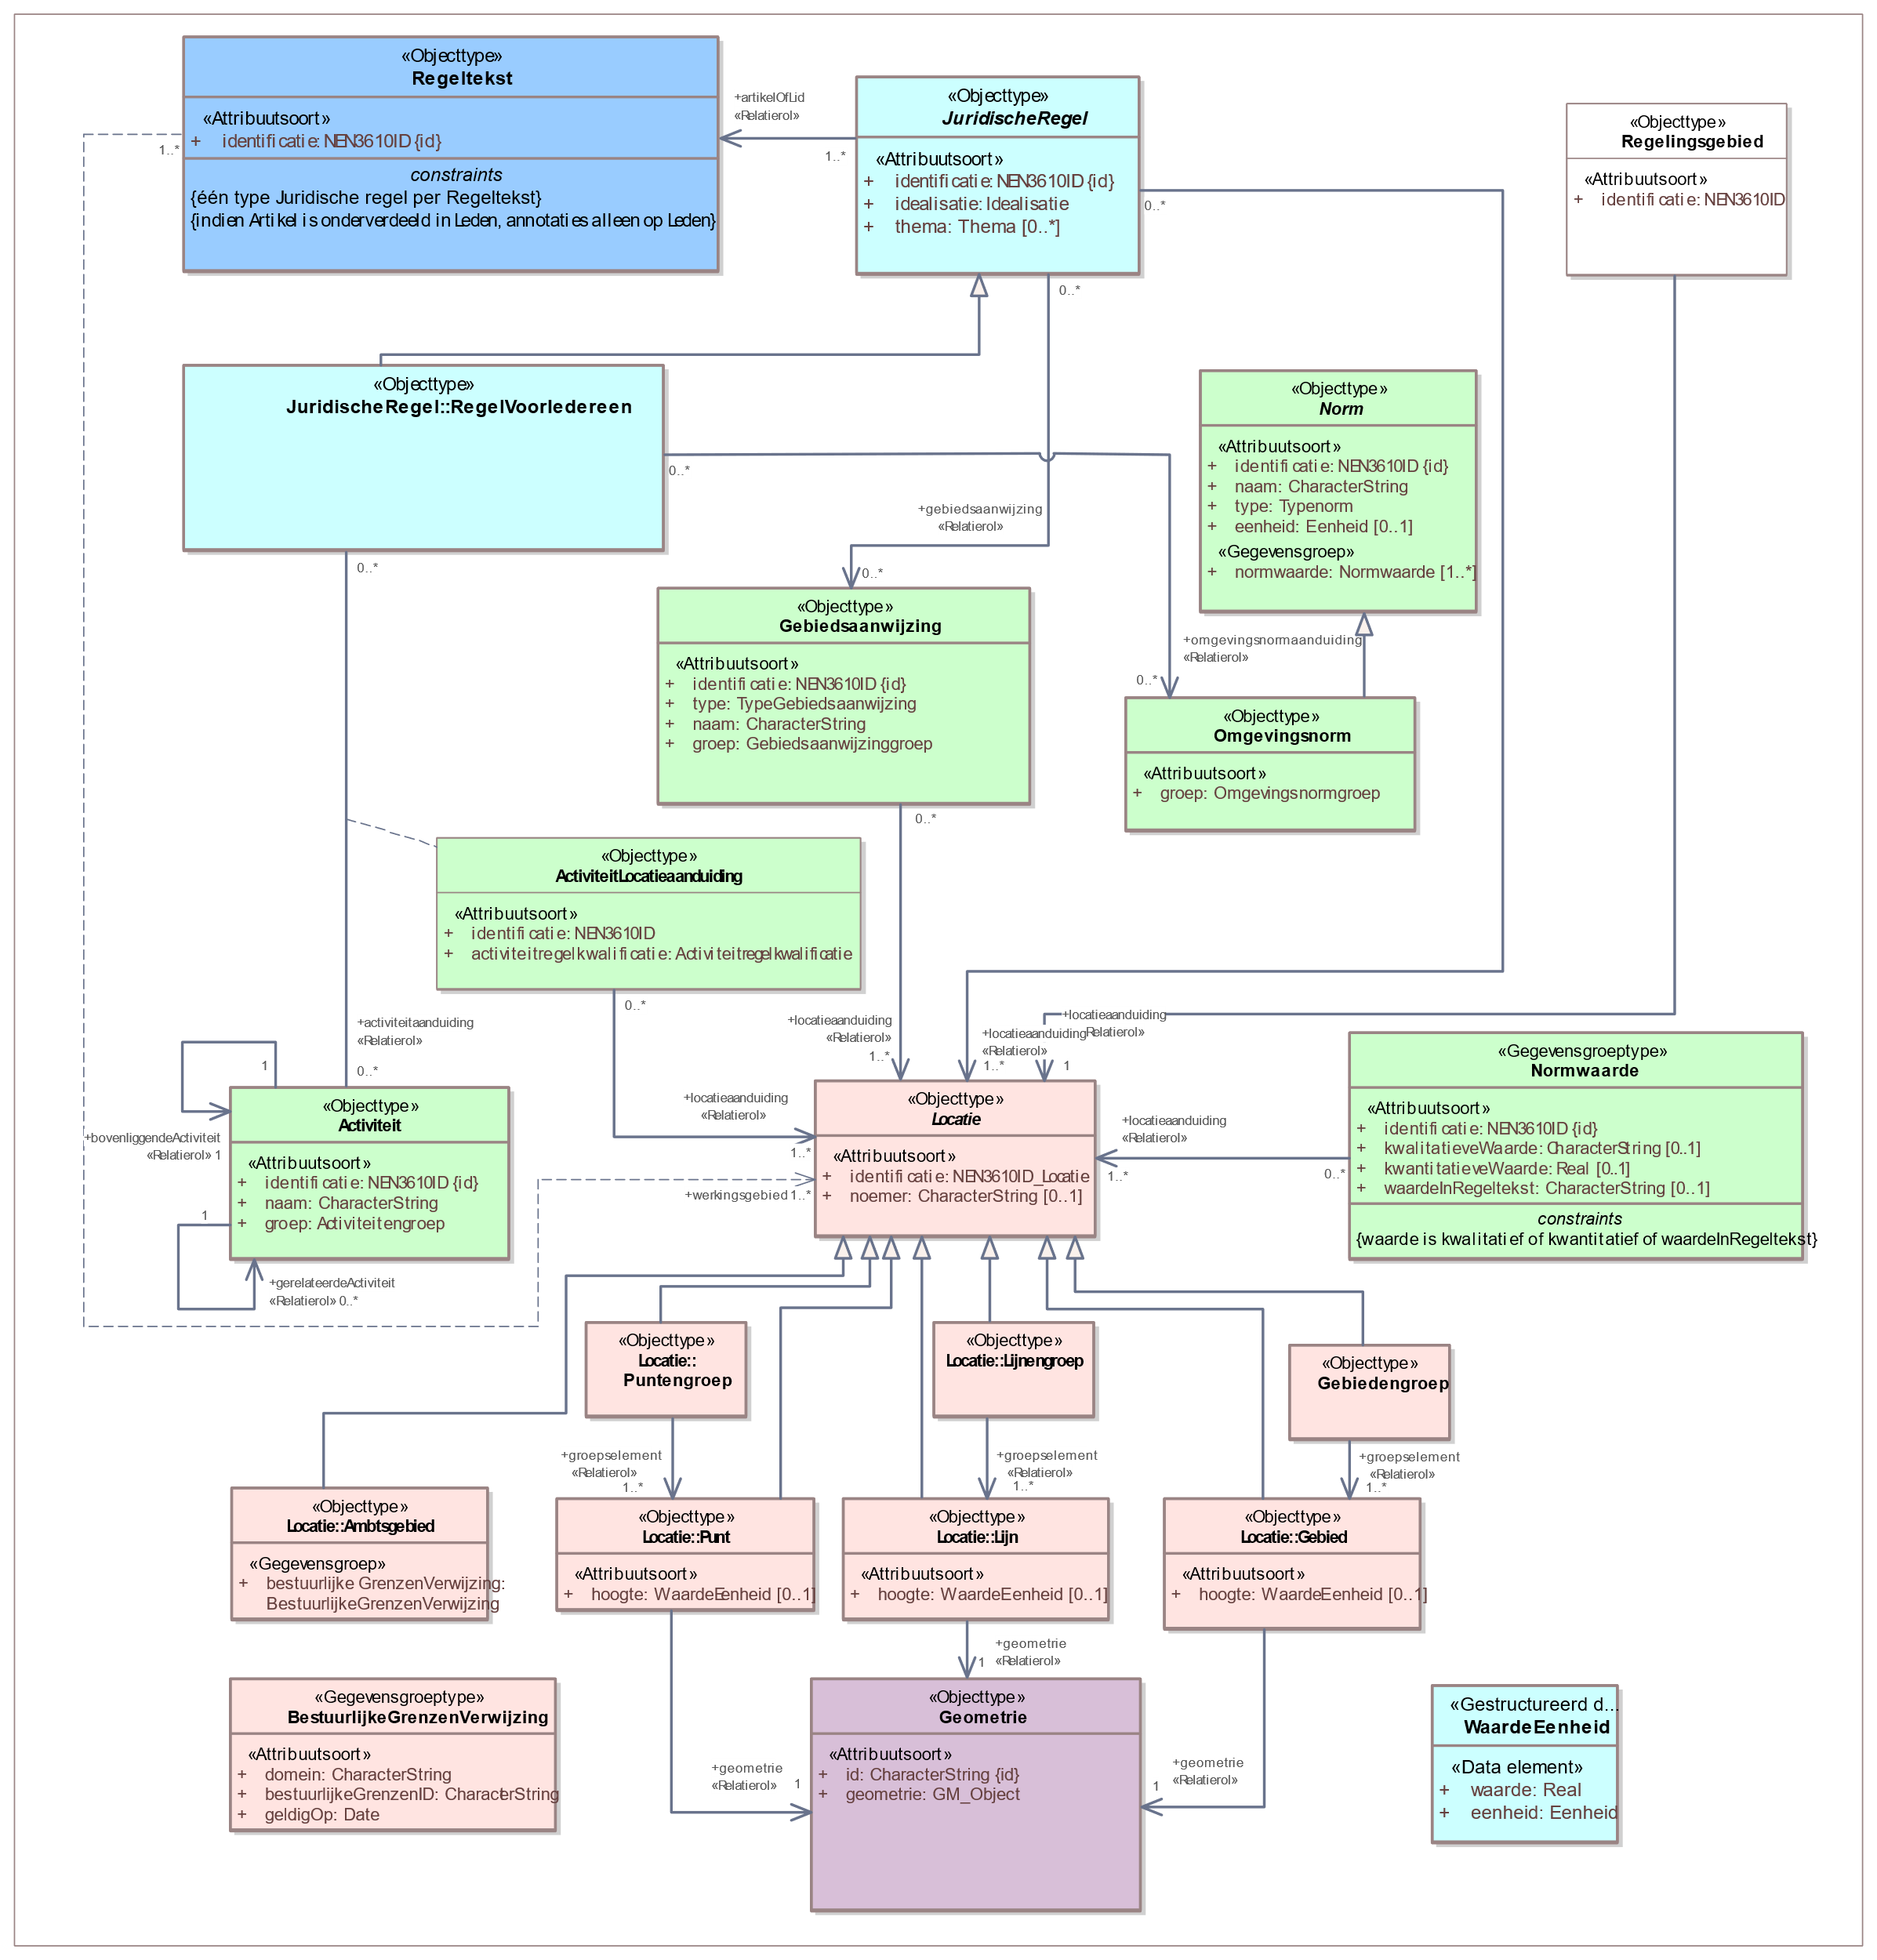 «Objecttype»
Regeltekst
«Attribuutsoort»
+ identificatie: NEN3610ID {id}
constraints
{één type Juridische regel per Regeltekst}
{indien Artikel is onderverdeeld in Leden, annotaties alleen op Leden}
1..*
+artikelOfLid
«Relatierol»
1..*
«Objecttype»
JuridischeRegel
«Attribuutsoort»
+ identificatie: NEN3610ID {id}
+ idealisatie: Idealisatie
+ thema: Thema [0..*]
0..*
0..*
«Objecttype»
Regelingsgebied
«Attribuutsoort»
+ identificatie: NEN3610ID
«Objecttype»
JuridischeRegel::RegelVoorIedereen
0..*
0..*
«Objecttype»
Norm
«Attribuutsoort»
+ identificatie: NEN3610ID {id}
+ naam: CharacterString
+ type: Typenorm
+ eenheid: Eenheid [0..1]
«Gegevensgroep»
+ normwaarde: Normwaarde [1..*]
+gebiedsaanwijzing
«Relatierol»
0..*
«Objecttype»
Gebiedsaanwijzing
«Attribuutsoort»
+ identificatie: NEN3610ID {id}
+ type: TypeGebiedsaanwijzing
+ naam: CharacterString
+ groep: Gebiedsaanwijzinggroep
0..*
+omgevingsnormaanduiding
«Relatierol»
0..*
«Objecttype»
Omgevingsnorm
«Attribuutsoort»
+ groep: Omgevingsnormgroep
«Objecttype»
ActiviteitLocatieaanduiding
«Attribuutsoort»
+ identificatie: NEN3610ID
+ activiteitregelkwalificatie: Activiteitregelkwalificatie
0..*
+activiteitaanduiding
«Relatierol»
0..*
+locatieaanduiding
«Relatierol»
1..*
+locatieaanduiding
«Relatierol»
1..*
+locatieaanduiding
Relatierol»
1
1
+bovenliggendeActiviteit
«Relatierol» 1
«Objecttype»
Activiteit
«Attribuutsoort»
+ identificatie: NEN3610ID {id}
+ naam: CharacterString
+ groep: Activiteitengroep
1
+gerelateerdeActiviteit
«Relatierol» 0..*
+locatieaanduiding
«Relatierol»
1..*
+werkingsgebied 1..*
«Objecttype»
Locatie
«Attribuutsoort»
+ identificatie: NEN3610ID_Locatie
+ noemer: CharacterString [0..1]
+locatieaanduiding
«Relatierol»
1..*
0..*
«Gegevensgroeptype»
Normwaarde
«Attribuutsoort»
+ identificatie: NEN3610ID {id}
+ kwalitatieveWaarde: CharacterString [0..1]
+ kwantitatieveWaarde: Real [0..1]
+ waardeInRegeltekst: CharacterString [0..1]
constraints
{waarde is kwalitatief of kwantitatief of waardeInRegeltekst}
«Objecttype»
Locatie::
Puntengroep
«Objecttype»
Locatie::Lijnengroep
«Objecttype»
Gebiedengroep
+groepselement
«Relatierol»
1..*
+groepselement
«Relatierol»
1..*
+groepselement
«Relatierol»
1..*
«Objecttype»
Locatie::Ambtsgebied
«Gegevensgroep»
+ bestuurlijkeGrenzenVerwijzing:
BestuurlijkeGrenzenVerwijzing
«Objecttype»
Locatie::Punt
«Attribuutsoort»
+ hoogte: WaardeEenheid [0..1]
«Objecttype»
Locatie::Lijn
«Attribuutsoort»
+ hoogte: WaardeEenheid [0..1]
«Objecttype»
Locatie::Gebied
«Attribuutsoort»
+ hoogte: WaardeEenheid [0..1]
+geometrie
«Relatierol»
1
«Gegevensgroeptype»
BestuurlijkeGrenzenVerwijzing
«Attribuutsoort»
+ domein: CharacterString
+ bestuurlijkeGrenzenID: CharacterString
+ geldigOp: Date
+geometrie
«Relatierol»
1
«Objecttype»
Geometrie
«Attribuutsoort»
+ id: CharacterString {id}
+ geometrie: GM_Object
+geometrie
«Relatierol»
1
«Gestructureerd d...
WaardeEenheid
«Data element»
+ waarde: Real
+ eenheid: Eenheid